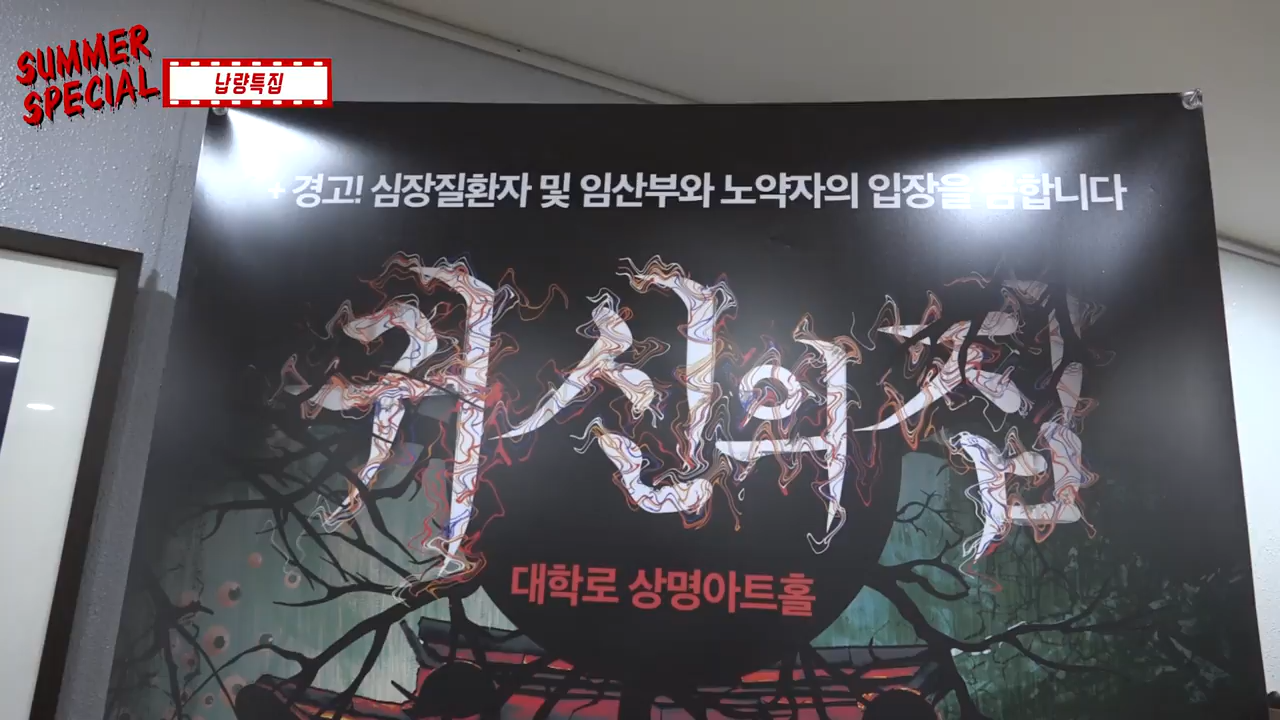 SUMMER
SPECIAL
납량특집
+ 경고! 심장질환자 및 임산부와 노약자의 입장을 금합니다
귀신의 집
대학로 상명아트홀